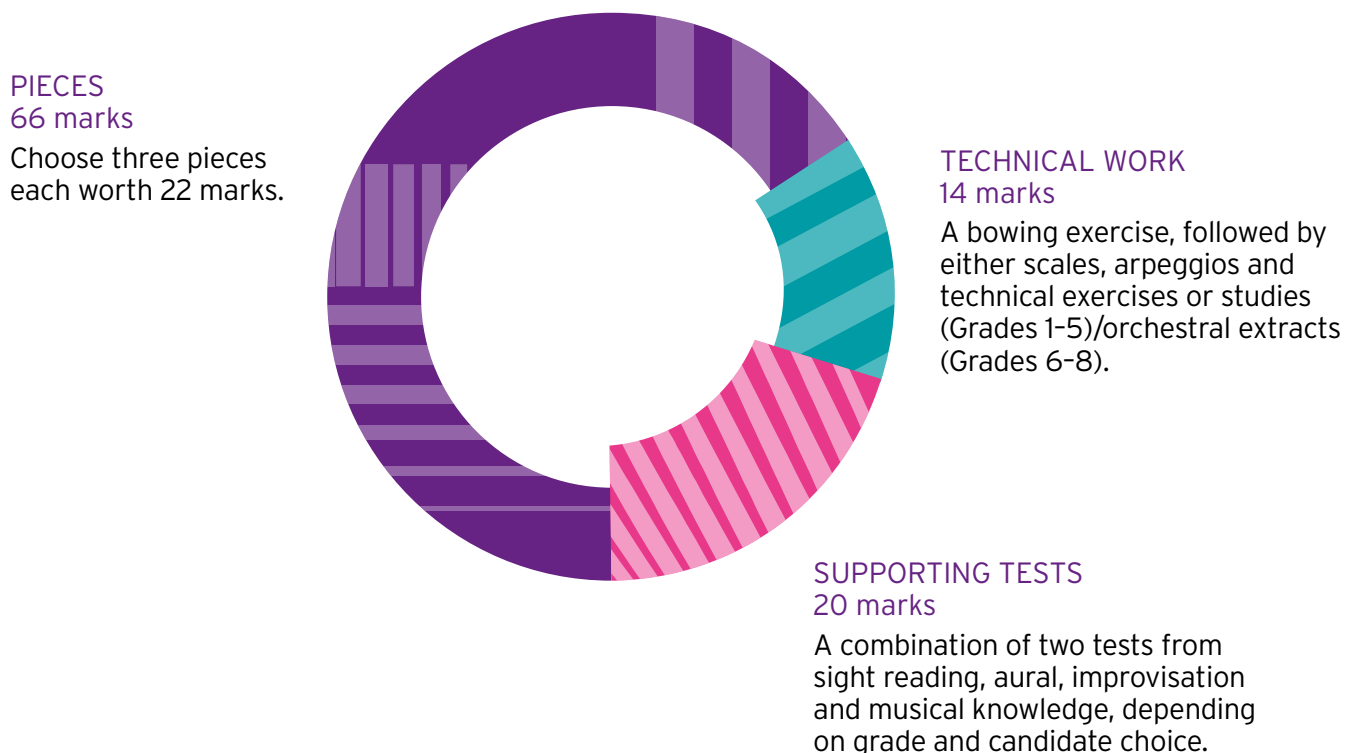 PIECES
66 marks
Choose three pieces
each worth 22 marks.
TECHNICAL WORK
14 marks
A bowing exercise, followed by
either scales, arpeggios and
technical exercises or studies
(Grades 1–5)/orchestral extracts
(Grades 6–8).
SUPPORTING TESTS
20 marks
A combination of two tests from
sight reading, aural, improvisation
and musical knowledge, depending
on grade and candidate choice.